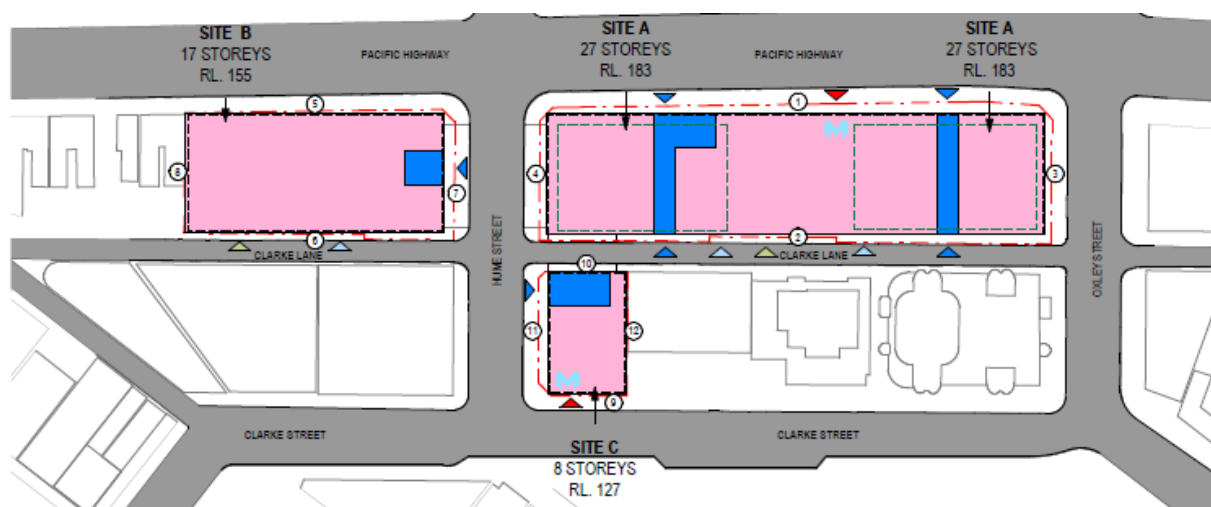 SITE B
17 STOREYS
RL. 155
PACIFIC HIGHWAY
SITE A
27 STOREYS
RL. 183
PACIFIC HIGHWAY
SITE A
27 STOREYS
RL. 183
5
1
M
8
7
4
3
6
2
CLARKE LANE
CLARKE LANE
HUME STREET
OXLEY STREET
10
11
12
M
9
CLARKE STREET
CLARKE STREET
SITE C
8 STOREYS
RL. 127